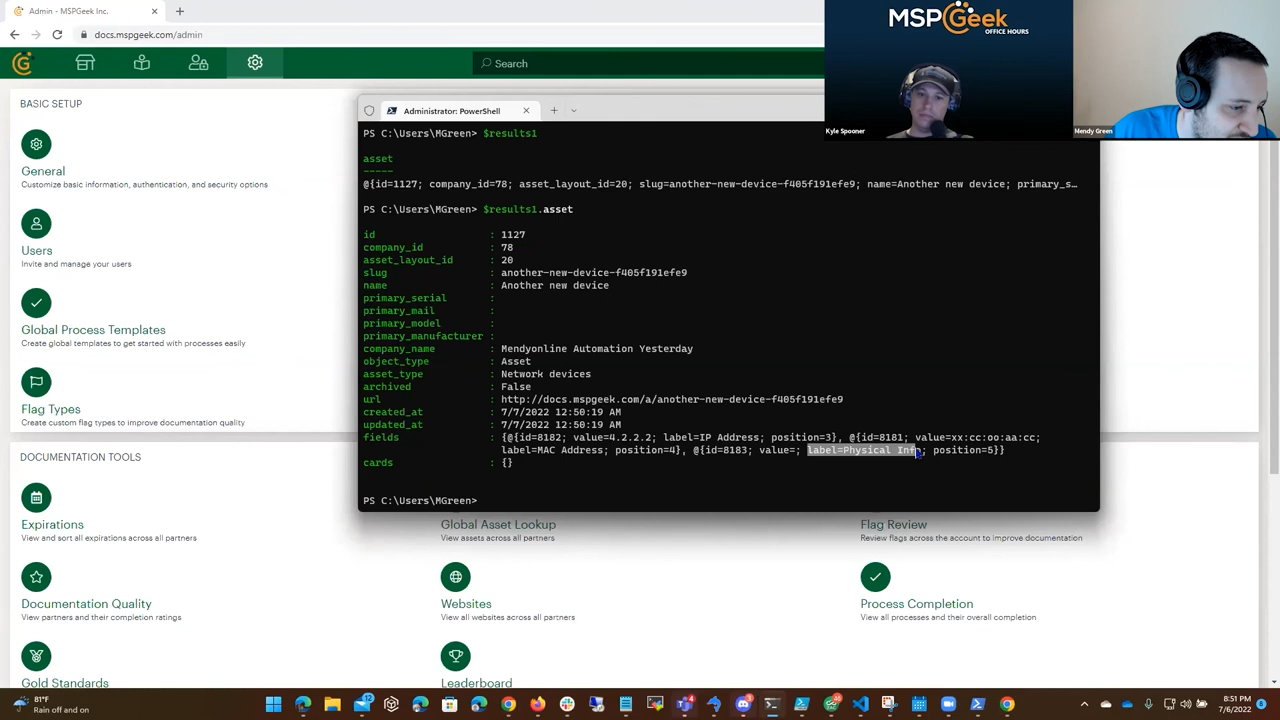 Admin - MSPGeek Inc.
docs.mspgeek.com/admin
Search
MSPGeek
OFFICE HOURS
Kyle Spooner
Mendy Green
BASIC SETUP
General
Customize basic information, authentication, and security options
Users
Invite and manage your users
Global Process Templates
Create global templates to get started with processes easily
Flag Types
Create custom flag types to improve documentation quality
DOCUMENTATION TOOLS
Expirations
View and sort all expirations across all partners
Global Asset Lookup
View assets across all partners
Flag Review
Review flags across the account to improve documentation
Documentation Quality
View partners and their completion ratings
Websites
View all websites across all partners
Process Completion
View all processes and their overall completion
Gold Standards
Leaderboard
Administrator: PowerShell
PS C:\Users\MGreen> $results1
asset
-----
@{id=1127; company_id=78; asset_layout_id=20; slug=another-new-device-f405f191efe9; name=Another new device; primary_s…
PS C:\Users\MGreen> $results1.asset
id : 1127
company_id : 78
asset_layout_id : 20
slug : another-new-device-f405f191efe9
name : Another new device
primary_serial :
primary_mail :
primary_model :
primary_manufacturer :
company_name : Mendyonline Automation Yesterday
object_type : Asset
asset_type : Network devices
archived : False
url : http://docs.mspgeek.com/a/another-new-device-f405f191efe9
created_at : 7/7/2022 12:50:19 AM
updated_at : 7/7/2022 12:50:19 AM
fields : {@{id=8182; value=4.2.2.2; label=IP Address; position=3}, @{id=8181; value=xx:cc:oo:aa:cc;
label=MAC Address; position=4}, @{id=8183; value=; label=Physical Info; position=5}}
cards : {}
PS C:\Users\MGreen>
81°F
Rain off and on
8:51 PM
7/6/2022